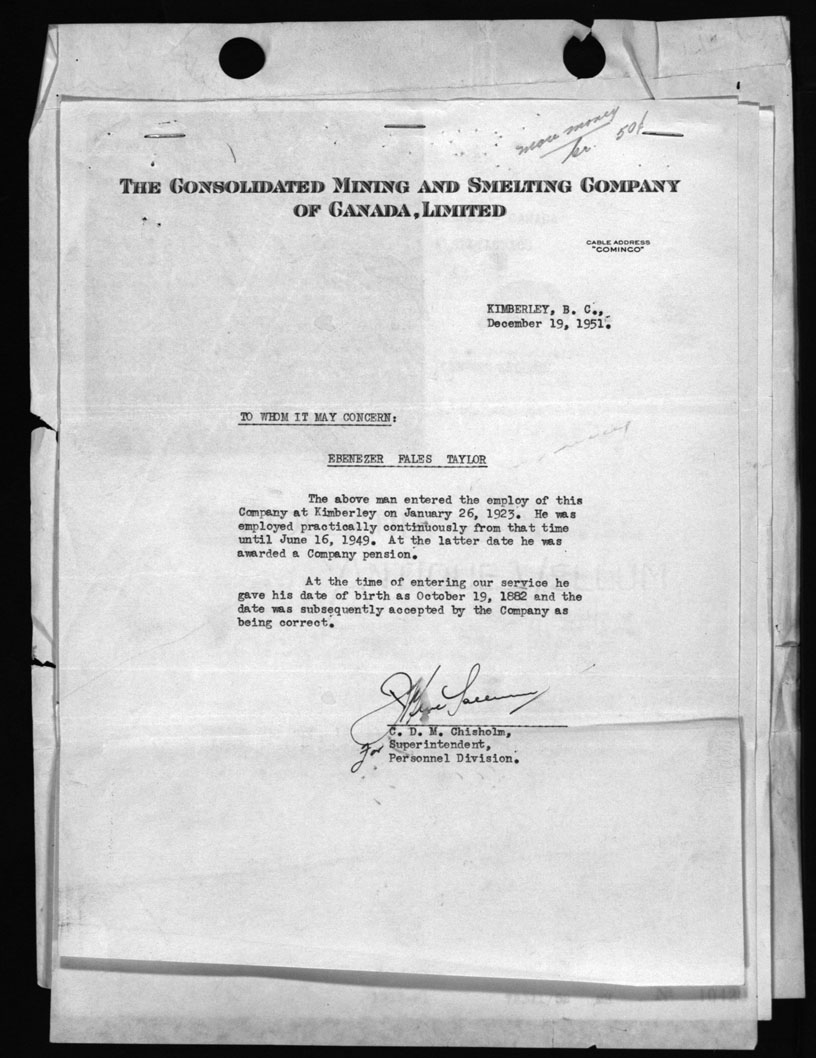 more money
50¢
THE CONSOLIDATED MINING AND SMELTING COMPANY
OF CANADA, LIMITED
CABLE ADDRESS
"COMINCO"
KIMBERLEY, B. C.,
December 19, 1951.
TO WHOM IT MAY CONCERN:
EBENEZER FALES TAYLOR
The above man entered the employ of this
Company at Kimberley on January 26, 1923. He was
employed practically continuously from that time
until June 16, 1949. At the latter date he was
awarded a Company pension.
At the time of entering our service he
gave his date of birth as October 19, 1882 and the
date was subsequently accepted by the Company as
being correct.
C. D. M. Chisholm,
for Superintendent,
Personnel Division.